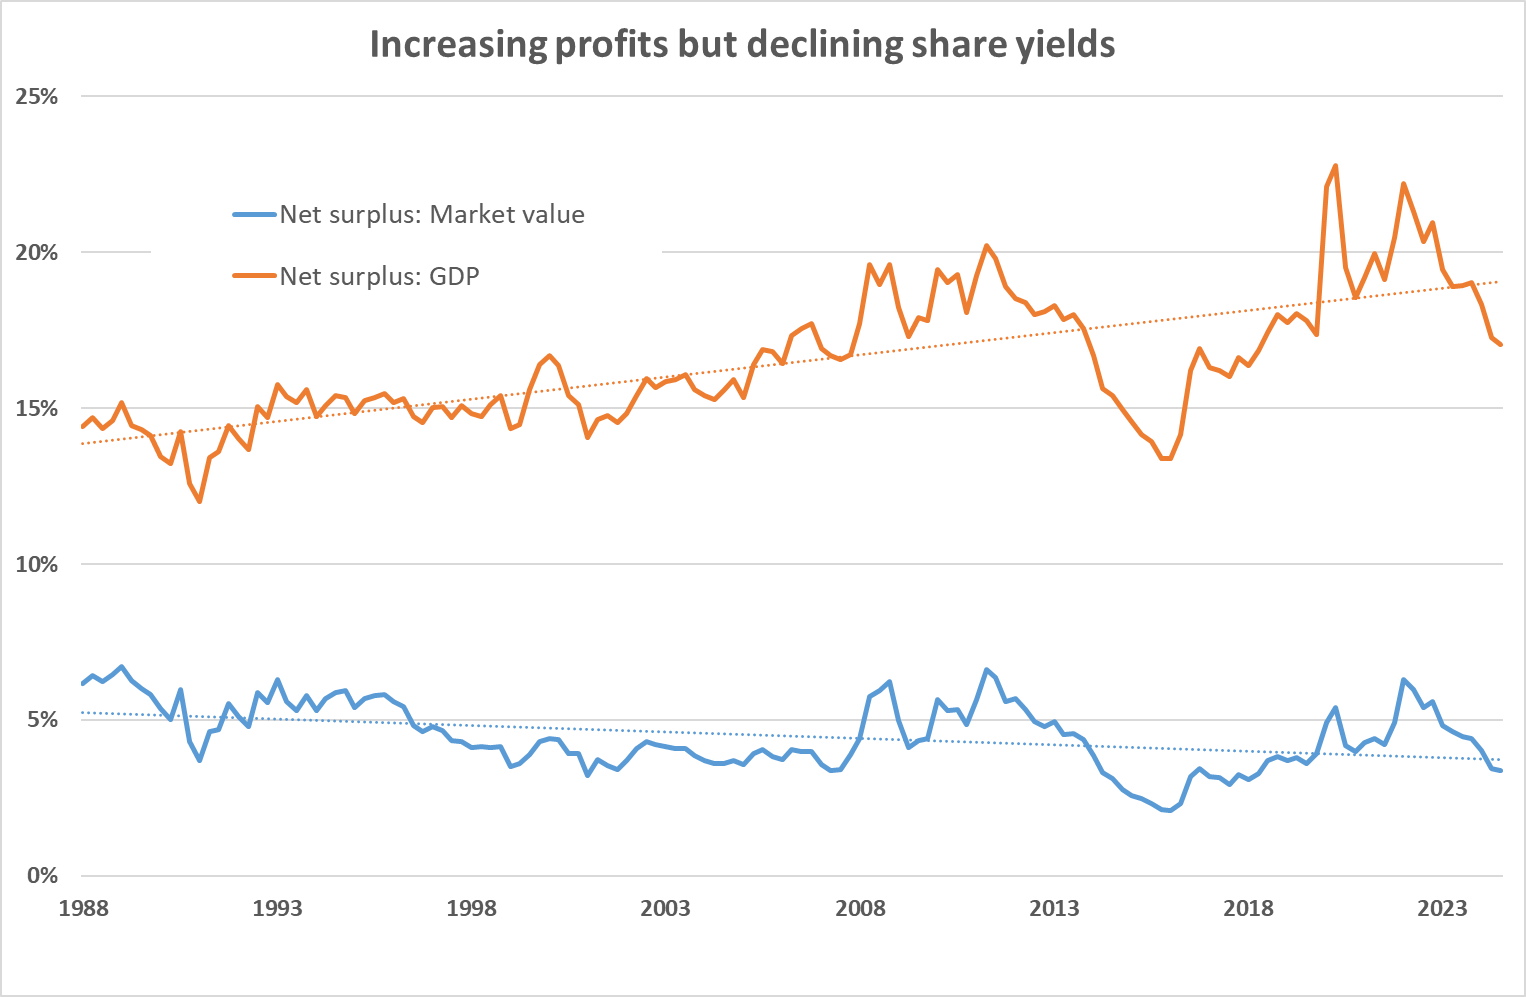 Increasing profits but declining share yields
25%
Net surplus: Market value
20%
Net surplus: GDP
15%
10%
5%
0%
1988 1993 1998 2003 2008 2013 2018 2023